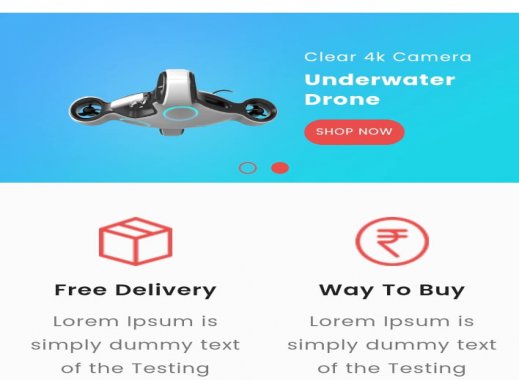 Clear 4k Camera
Underwater
Drone
SHOP NOW
₹
Free Delivery
Way To Buy
Lorem Ipsum is
simply dummy text
of the Testing
Lorem Ipsum is
simply dummy text
of the Testing